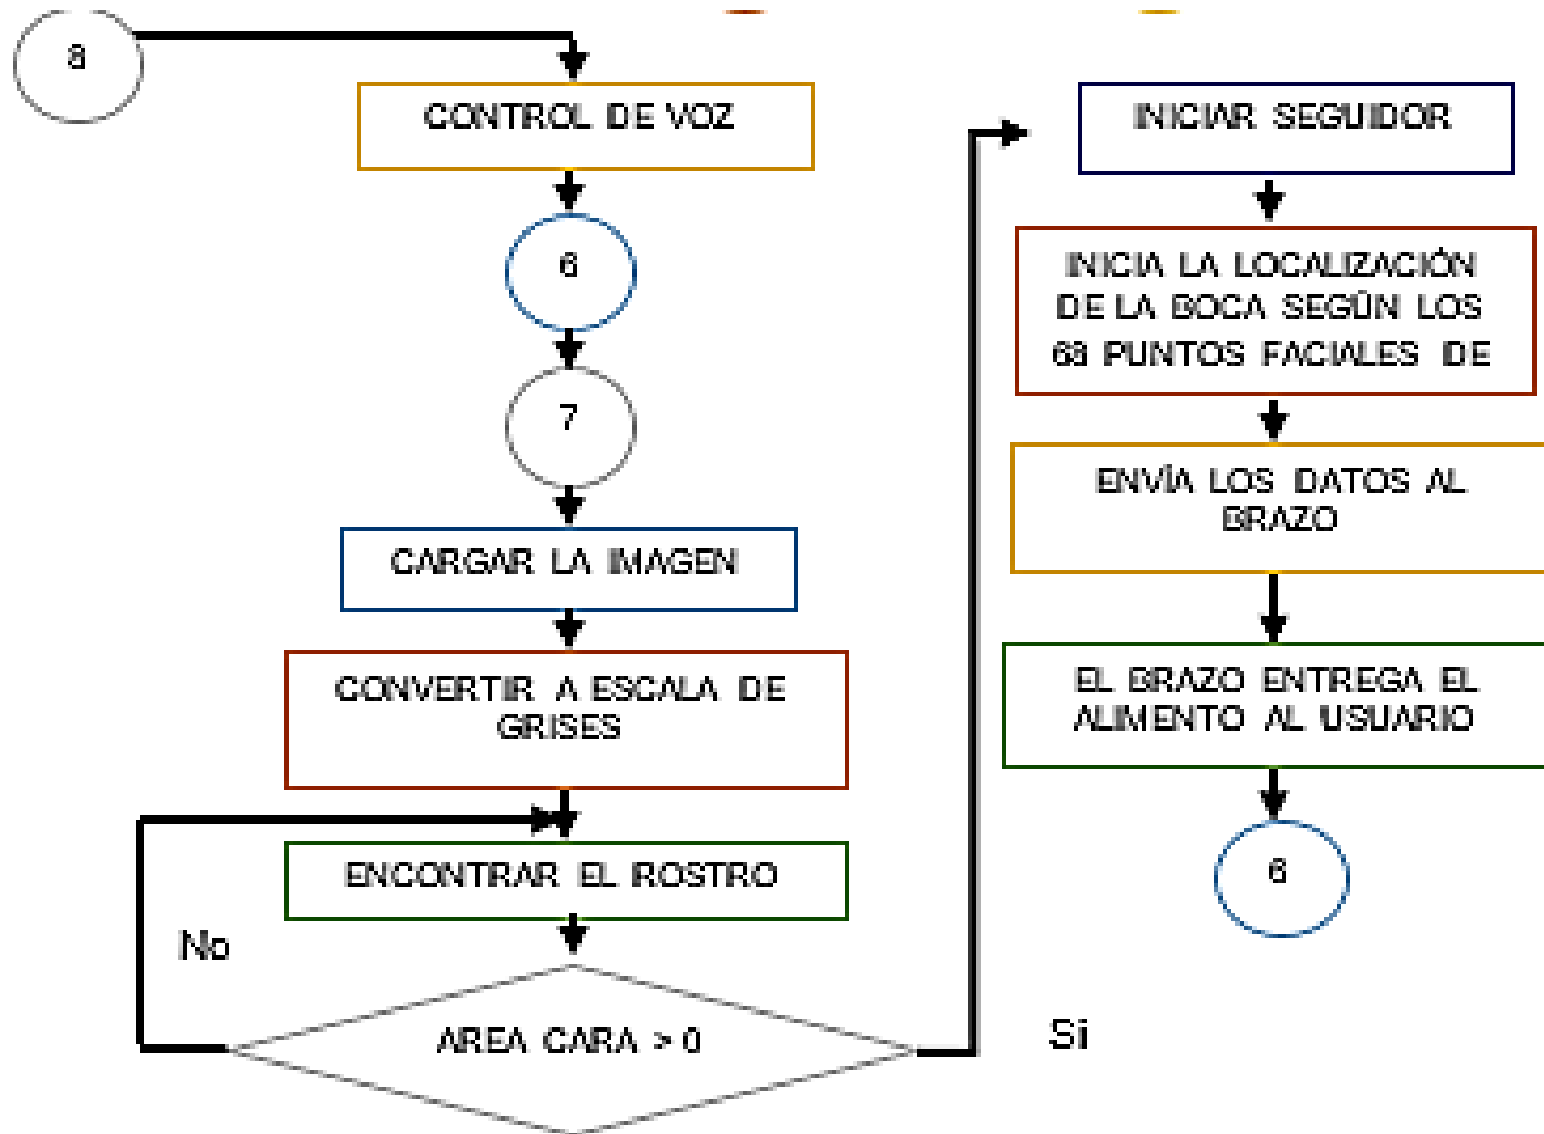 8
CONTROL DE VOZ
6
7
CARGAR LA IMAGEN
CONVERTIR A ESCALA DE
GRISES
ENCONTRAR EL ROSTRO
No
AREA CARA > 0
Si
INICIAR SEGUIDOR
INICIA LA LOCALIZACIÓN
DE LA BOCA SEGÚN LOS
68 PUNTOS FACIALES DE
ENVÍA LOS DATOS AL
BRAZO
EL BRAZO ENTREGA EL
ALIMENTO AL USUARIO
6